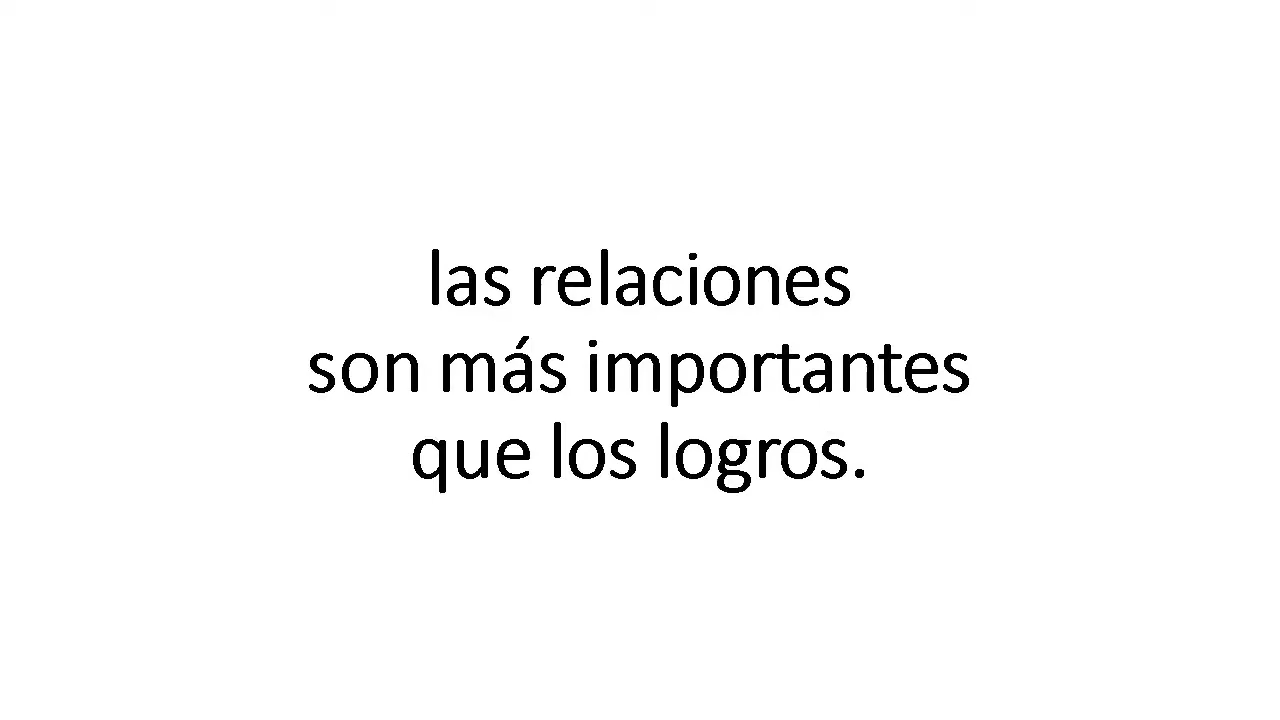 las relaciones
son más importantes
que los logros.